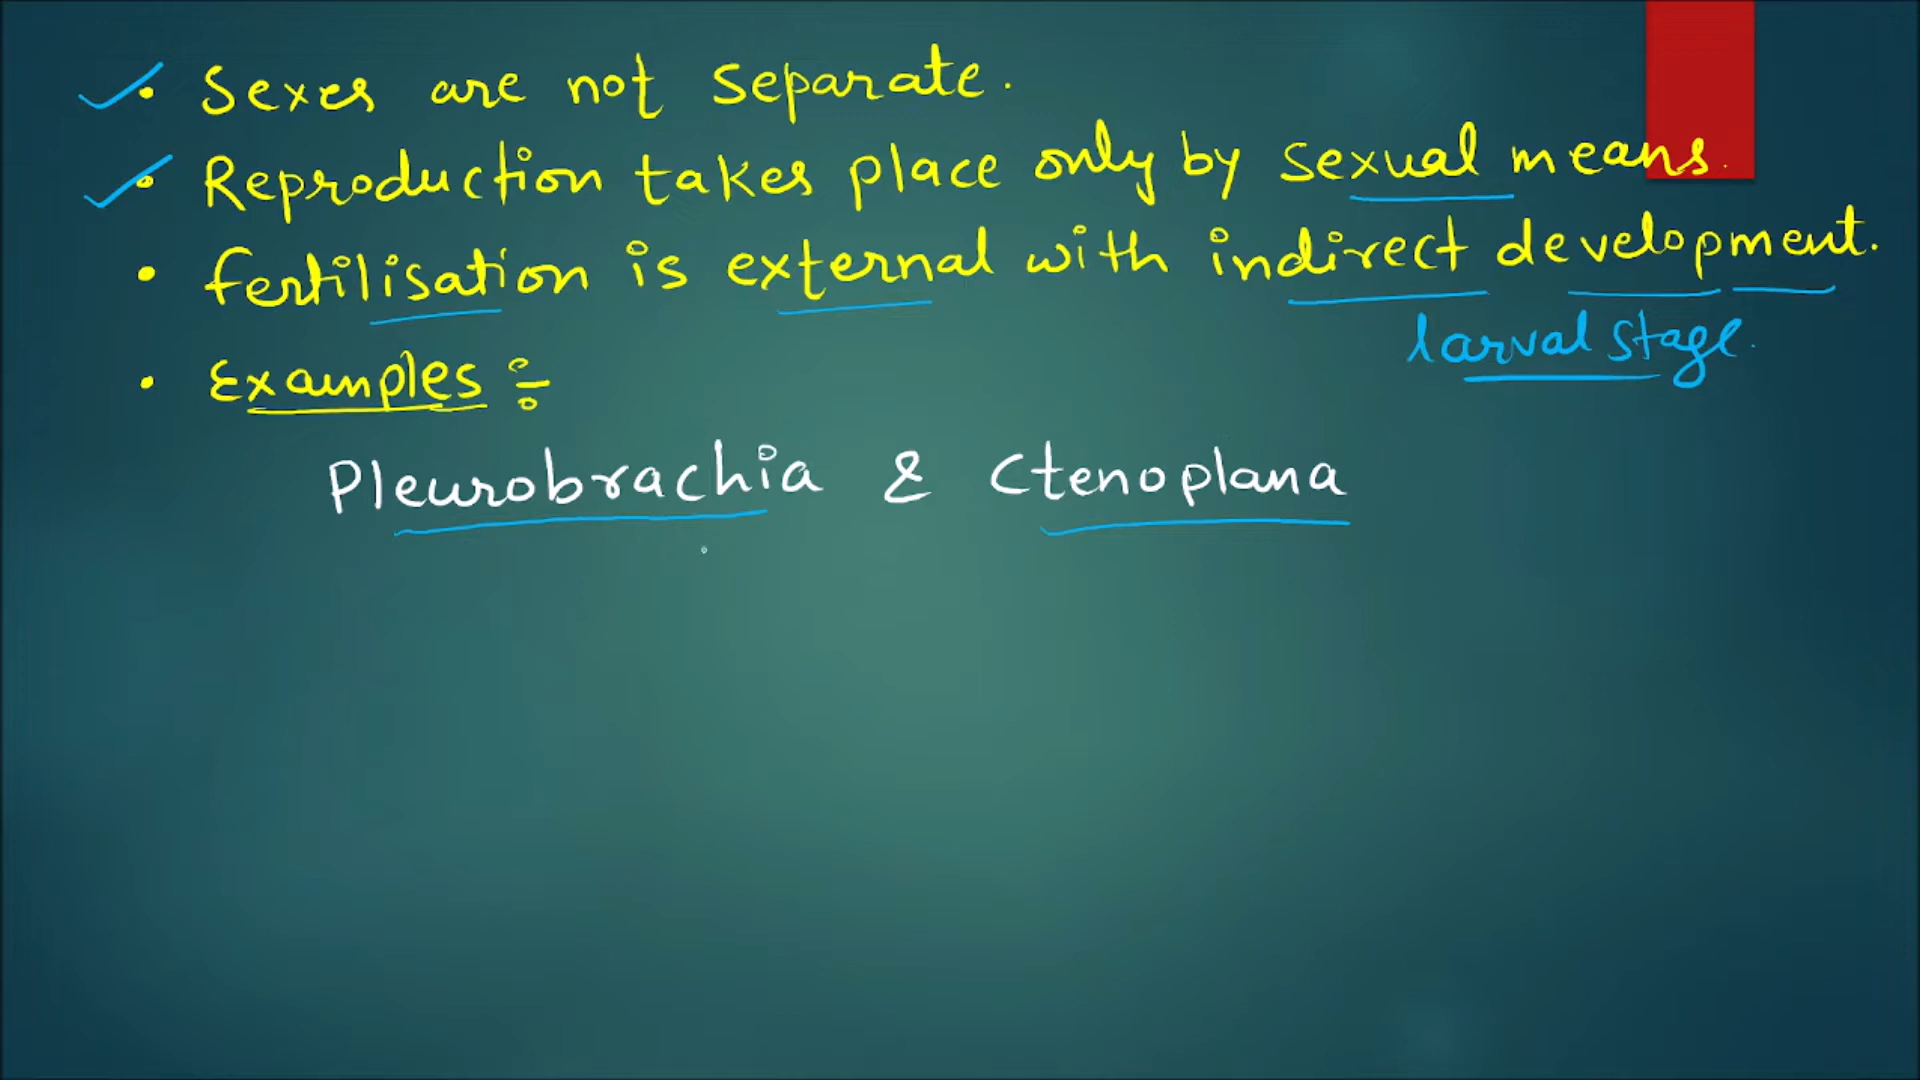 • Sexes are not separate.
• Reproduction takes place only by sexual means.
• fertilisation is external with indirect development.
larval stage.
• Examples :-
Pleurobrachia & Ctenoplana